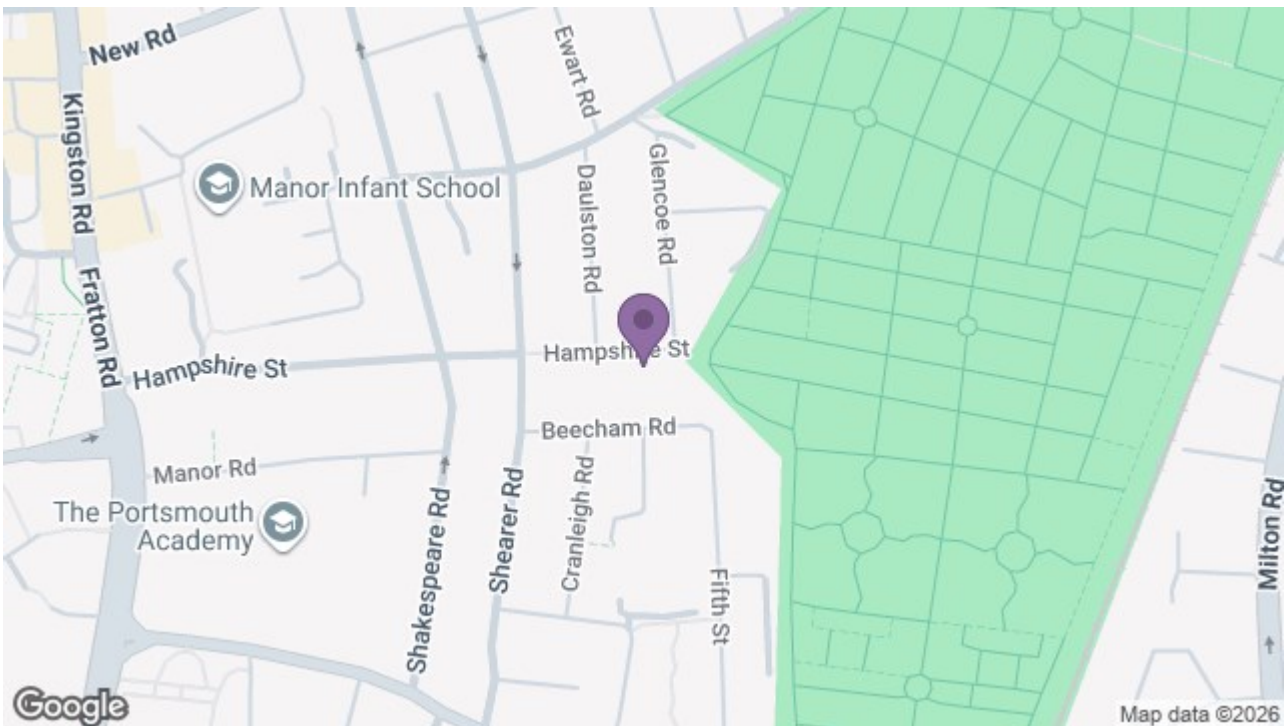 New Rd
Ewart Rd
Kingston Rd
Manor Infant School
Daulston Rd
Glencoe Rd
Fratton Rd
Hampshire St
Hampshire St
Beecham Rd
Manor Rd
The Portsmouth
Academy
Shakespeare Rd
Shearer Rd
Cranleigh Rd
Fifth St
Milton Rd
Google
Map data ©2026